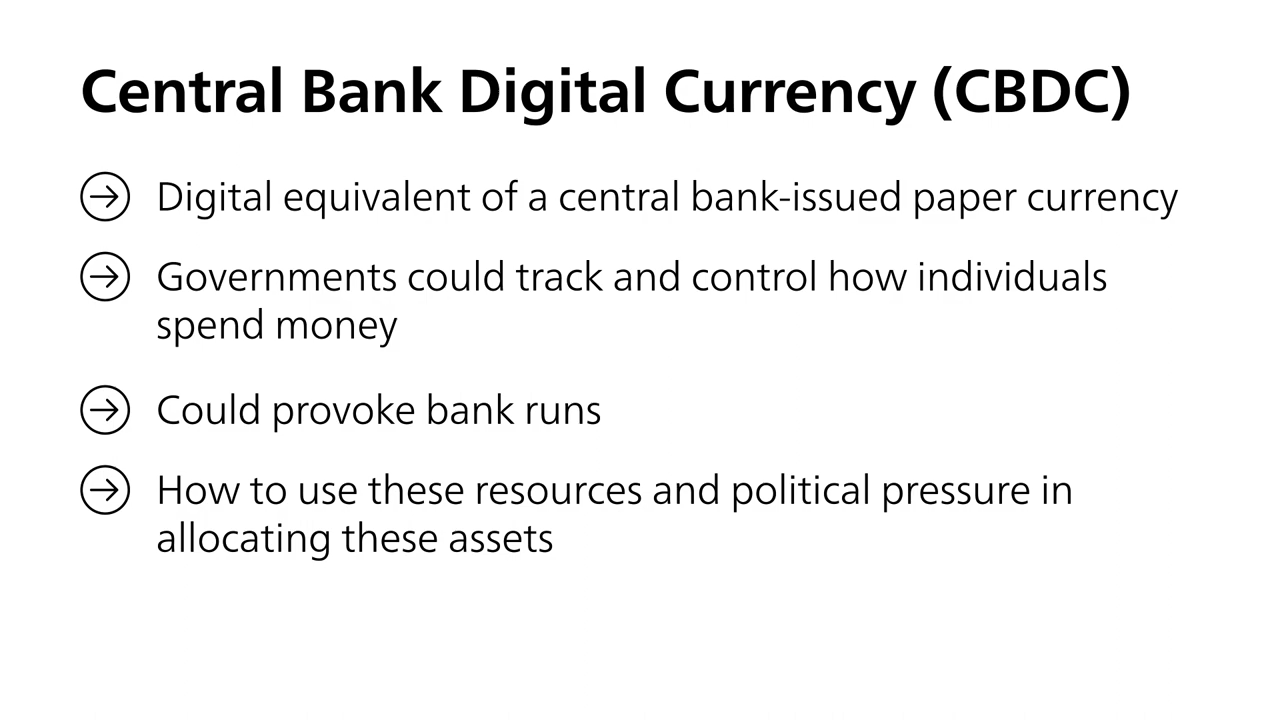 Central Bank Digital Currency (CBDC)
Digital equivalent of a central bank-issued paper currency
Governments could track and control how individuals
spend money
Could provoke bank runs
How to use these resources and political pressure in
allocating these assets